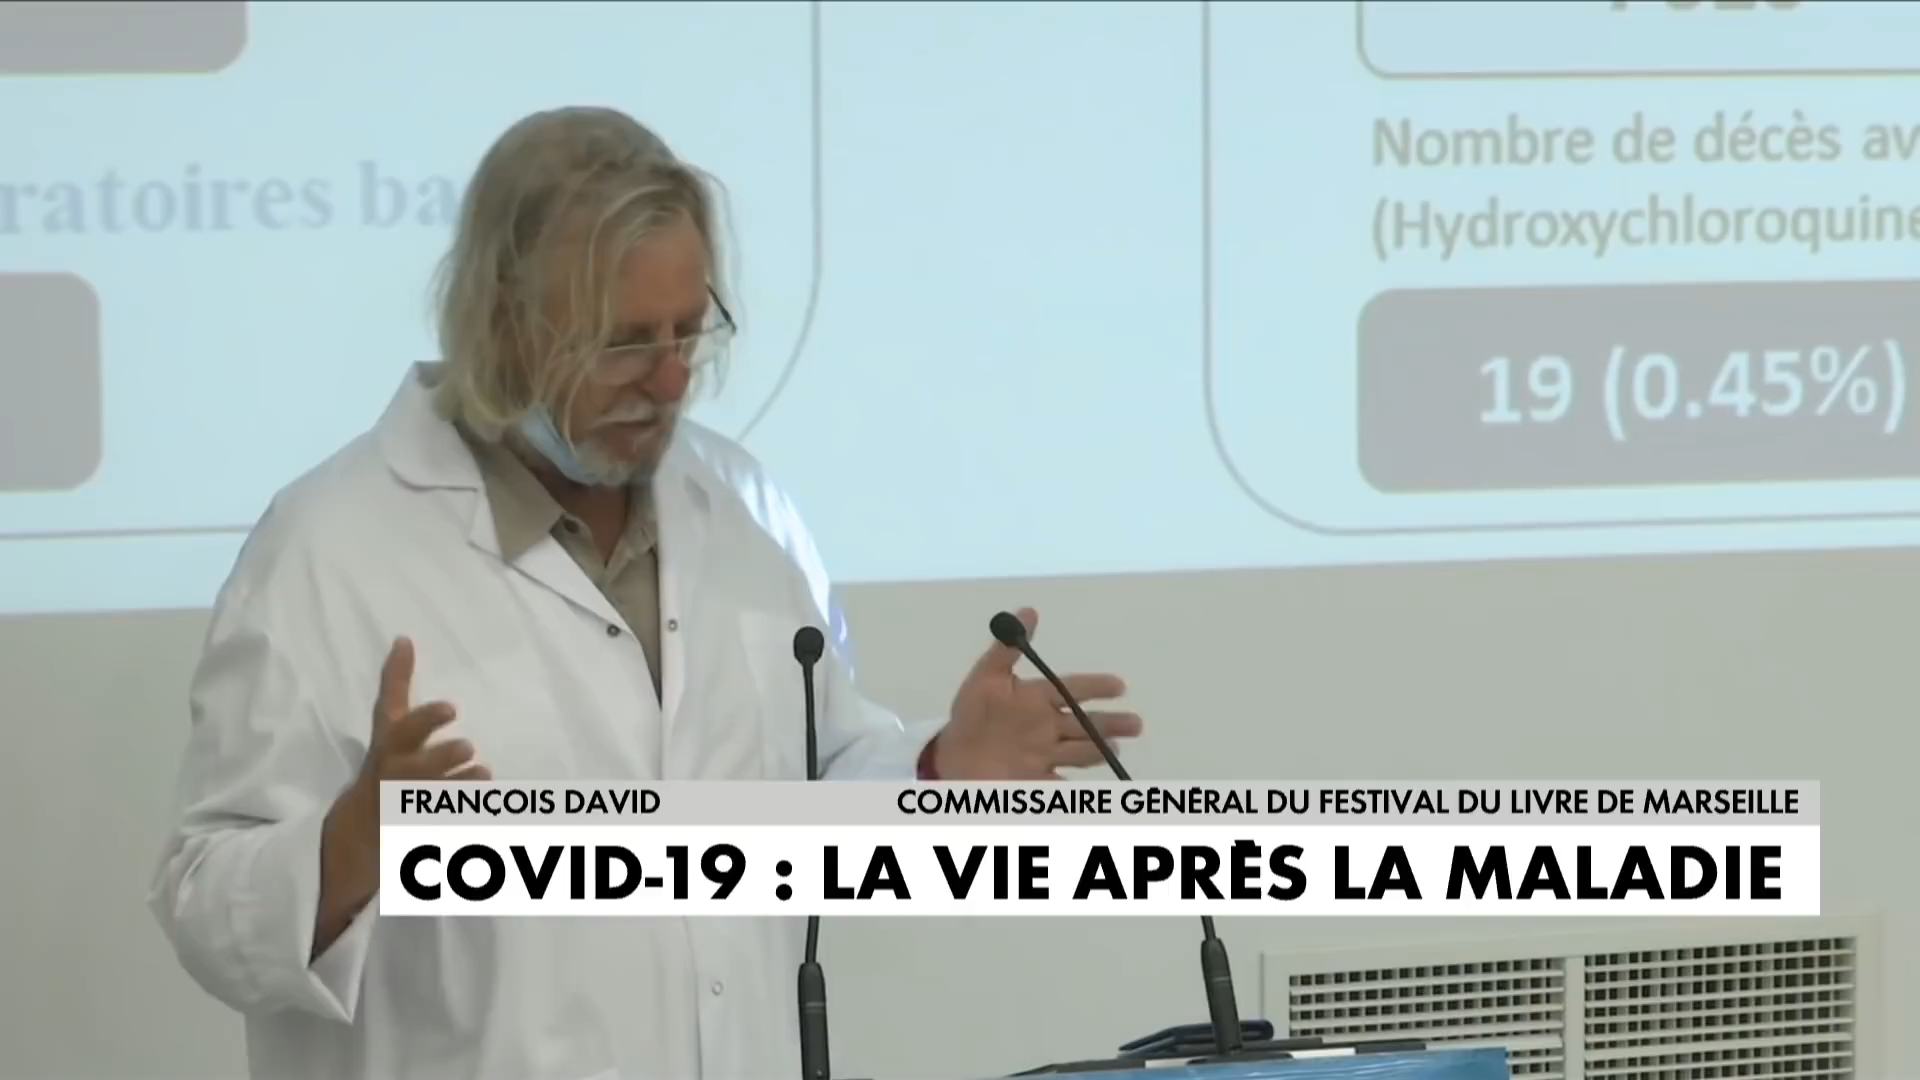 ratoires ba
Nombre de décès av
(Hydroxychloroquine
19 (0.45%)
FRANÇOIS DAVID
COMMISSAIRE GÉNÉRAL DU FESTIVAL DU LIVRE DE MARSEILLE
COVID-19 : LA VIE APRÈS LA MALADIE